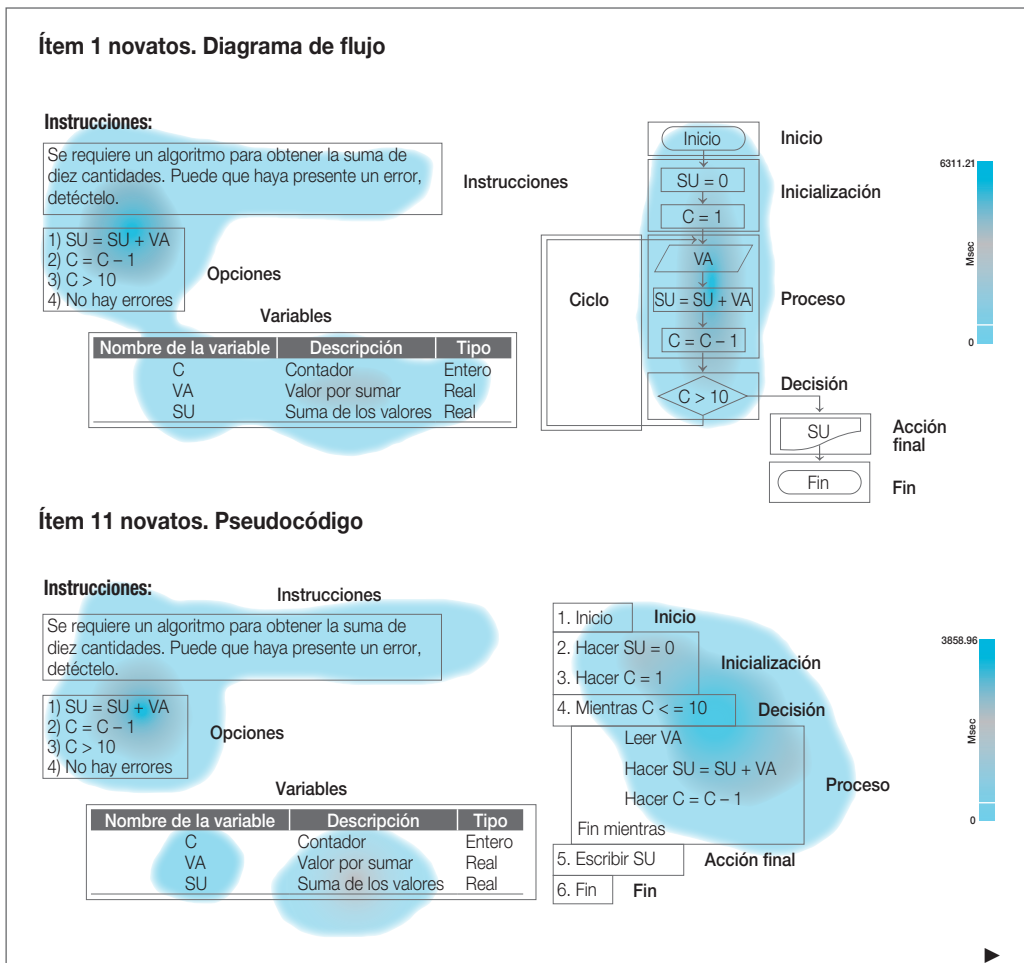 Ítem 1 novatos. Diagrama de flujo
Instrucciones:
Se requiere un algoritmo para obtener la suma de
diez cantidades. Puede que haya presente un error,
detéctelo.
Instrucciones
1) SU = SU + VA
2) C = C – 1
3) C > 10
4) No hay errores
Opciones
Variables
Nombre de la variable Descripción Tipo
C Contador Entero
VA Valor por sumar Real
SU Suma de los valores Real
Inicio
Inicio
SU = 0
Inicialización
C = 1
VA
Ciclo
SU = SU + VA
Proceso
C = C – 1
Decisión
C > 10
SU
Acción
final
Fin
Fin
6311.21
Msec
0
Ítem 11 novatos. Pseudocódigo
Instrucciones:
Instrucciones
Se requiere un algoritmo para obtener la suma de
diez cantidades. Puede que haya presente un error,
detéctelo.
1) SU = SU + VA
2) C = C – 1
3) C > 10
4) No hay errores
Opciones
Variables
Nombre de la variable Descripción Tipo
C Contador Entero
VA Valor por sumar Real
SU Suma de los valores Real
1. Inicio
Inicio
2. Hacer SU = 0
3. Hacer C = 1
Inicialización
4. Mientras C < = 10
Decisión
Leer VA
Hacer SU = SU + VA
Hacer C = C – 1
Fin mientras
Proceso
5. Escribir SU
Acción final
6. Fin
Fin
3858.96
Msec
0